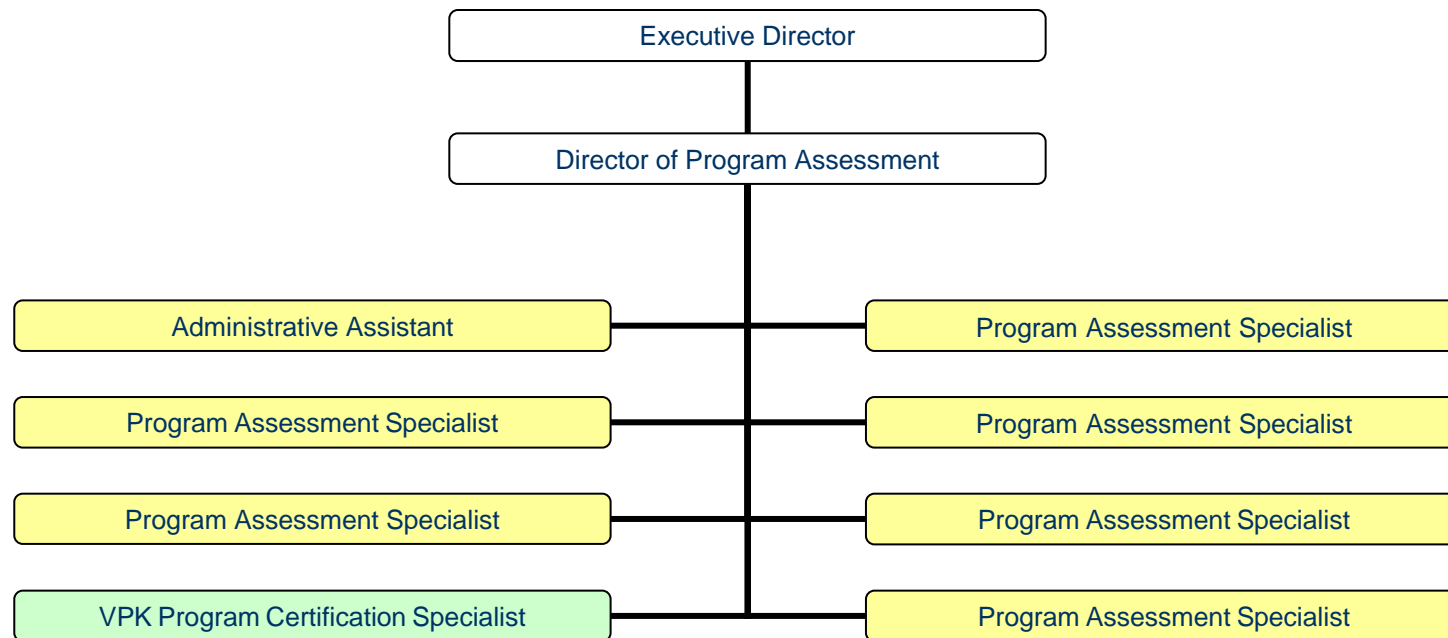 Executive Director
Director of Program Assessment
Administrative Assistant
Program Assessment Specialist
Program Assessment Specialist
Program Assessment Specialist
Program Assessment Specialist
Program Assessment Specialist
VPK Program Certification Specialist
Program Assessment Specialist